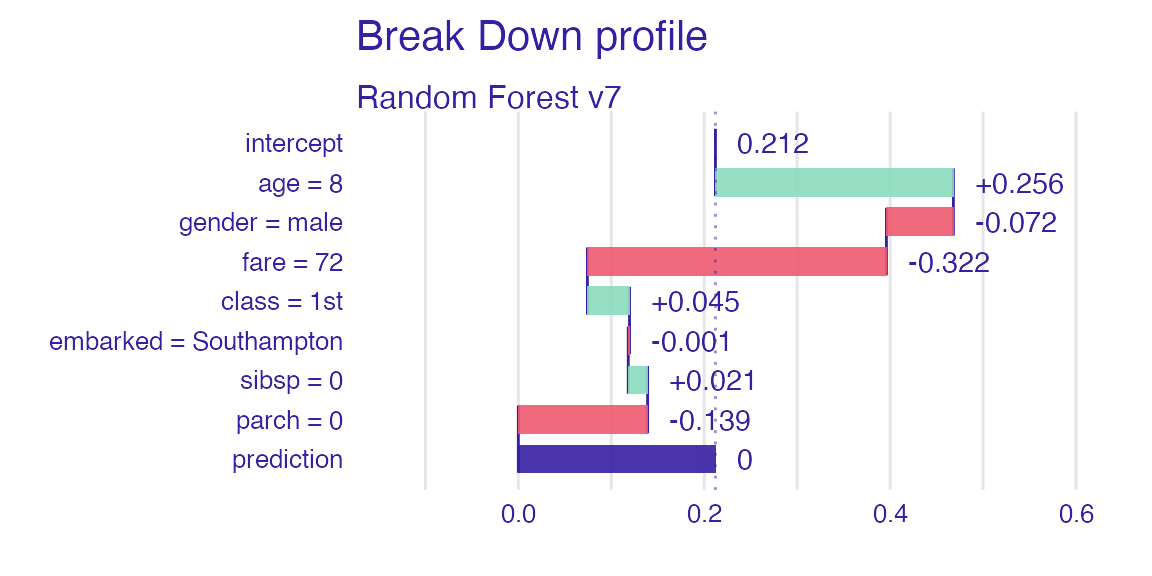 Break Down profile
Random Forest v7
intercept 0.212
age = 8 +0.256
gender = male -0.072
fare = 72 -0.322
class = 1st +0.045
embarked = Southampton -0.001
sibsp = 0 +0.021
parch = 0 -0.139
prediction 0
0.0 0.2 0.4 0.6